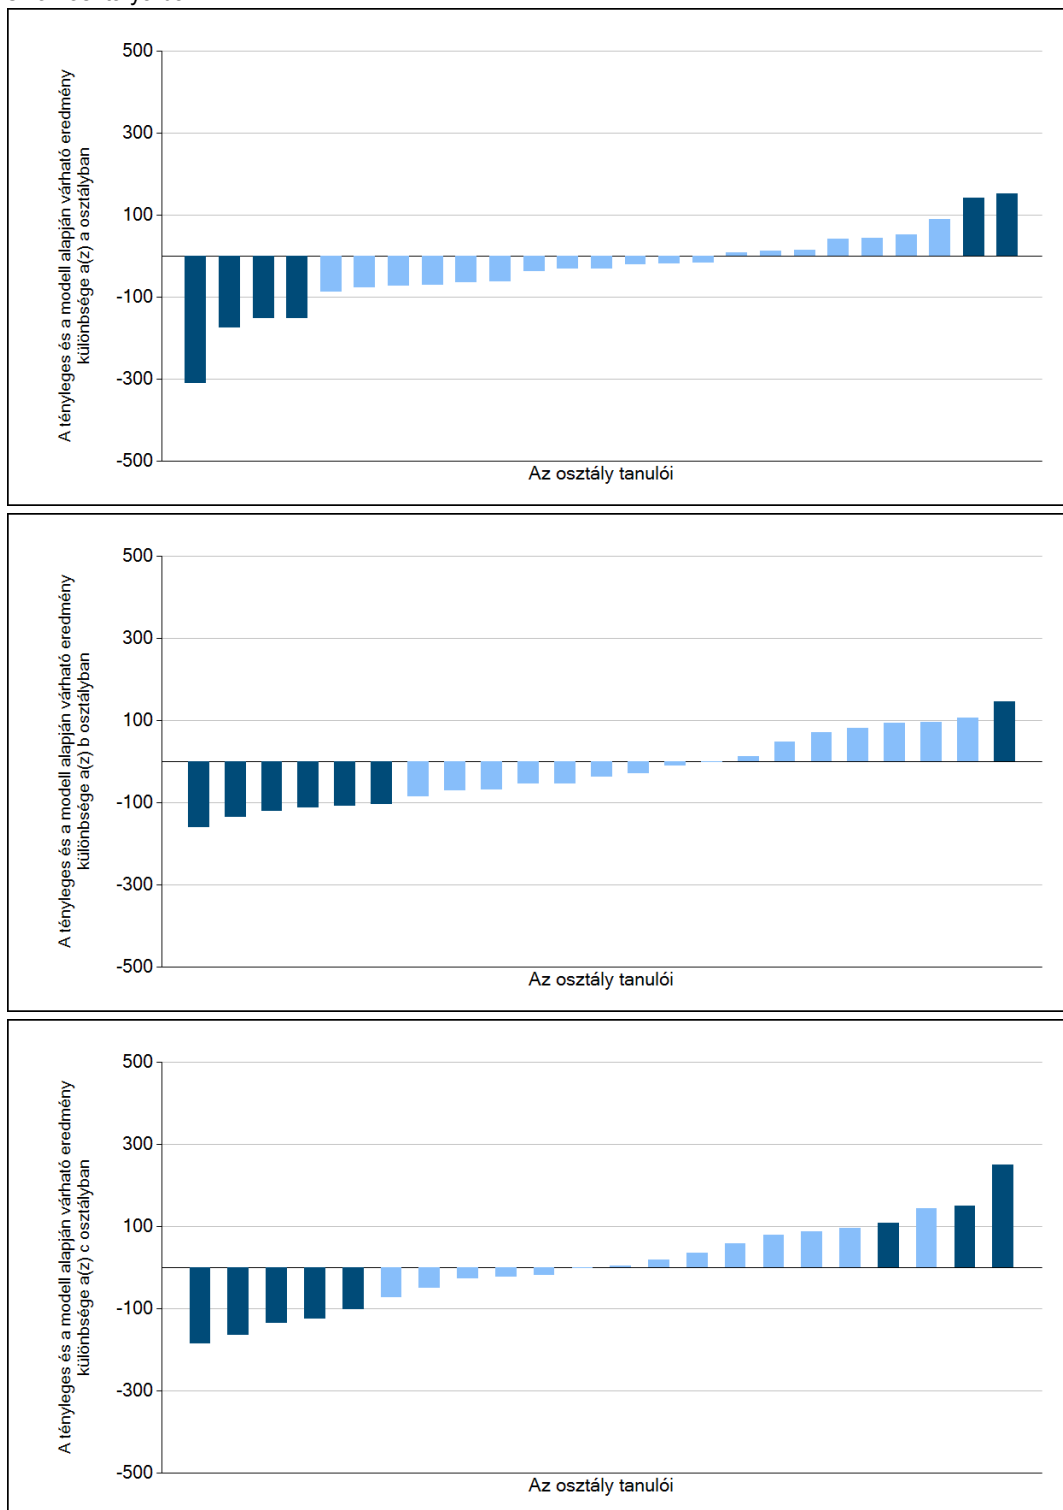 500
A tényleges és a modell alapján várható eredmény
különbsége a(z) a osztályban
300
100
-100
-300
-500
Az osztály tanulói
500
A tényleges és a modell alapján várható eredmény
különbsége a(z) b osztályban
300
100
-100
-300
-500
Az osztály tanulói
500
A tényleges és a modell alapján várható eredmény
különbsége a(z) c osztályban
300
100
-100
-300
-500
Az osztály tanulói